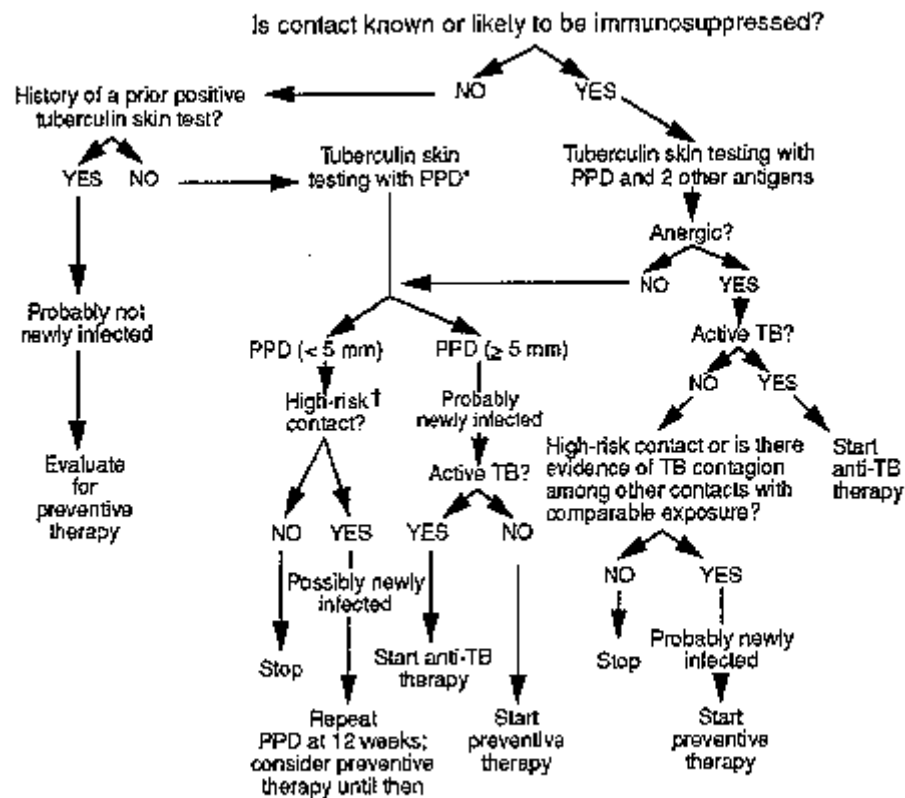 Is contact known or likely to be immunosuppressed?
NO
YES
History of a prior positive
tuberculin skin test?
YES
NO
Tuberculin skin
testing with PPD*
Tuberculin skin testing with
PPD and 2 other antigens
Anergic?
NO
YES
Probably not
newly infected
Active TB?
PPD (< 5 mm)
PPD (≥ 5 mm)
NO
YES
High-risk†
contact?
Probably
newly infected
Evaluate
for
preventive
therapy
Active TB?
High-risk contact or is there
evidence of TB contagion
among other contacts with
comparable exposure?
Start
anti-TB
therapy
NO
YES
YES
NO
NO
YES
Possibly newly
infected
Stop
Start anti-TB
therapy
Stop
Probably newly
infected
Repeat
PPD at 12 weeks;
consider preventive
therapy until then
Start
preventive
therapy
Start
preventive
therapy